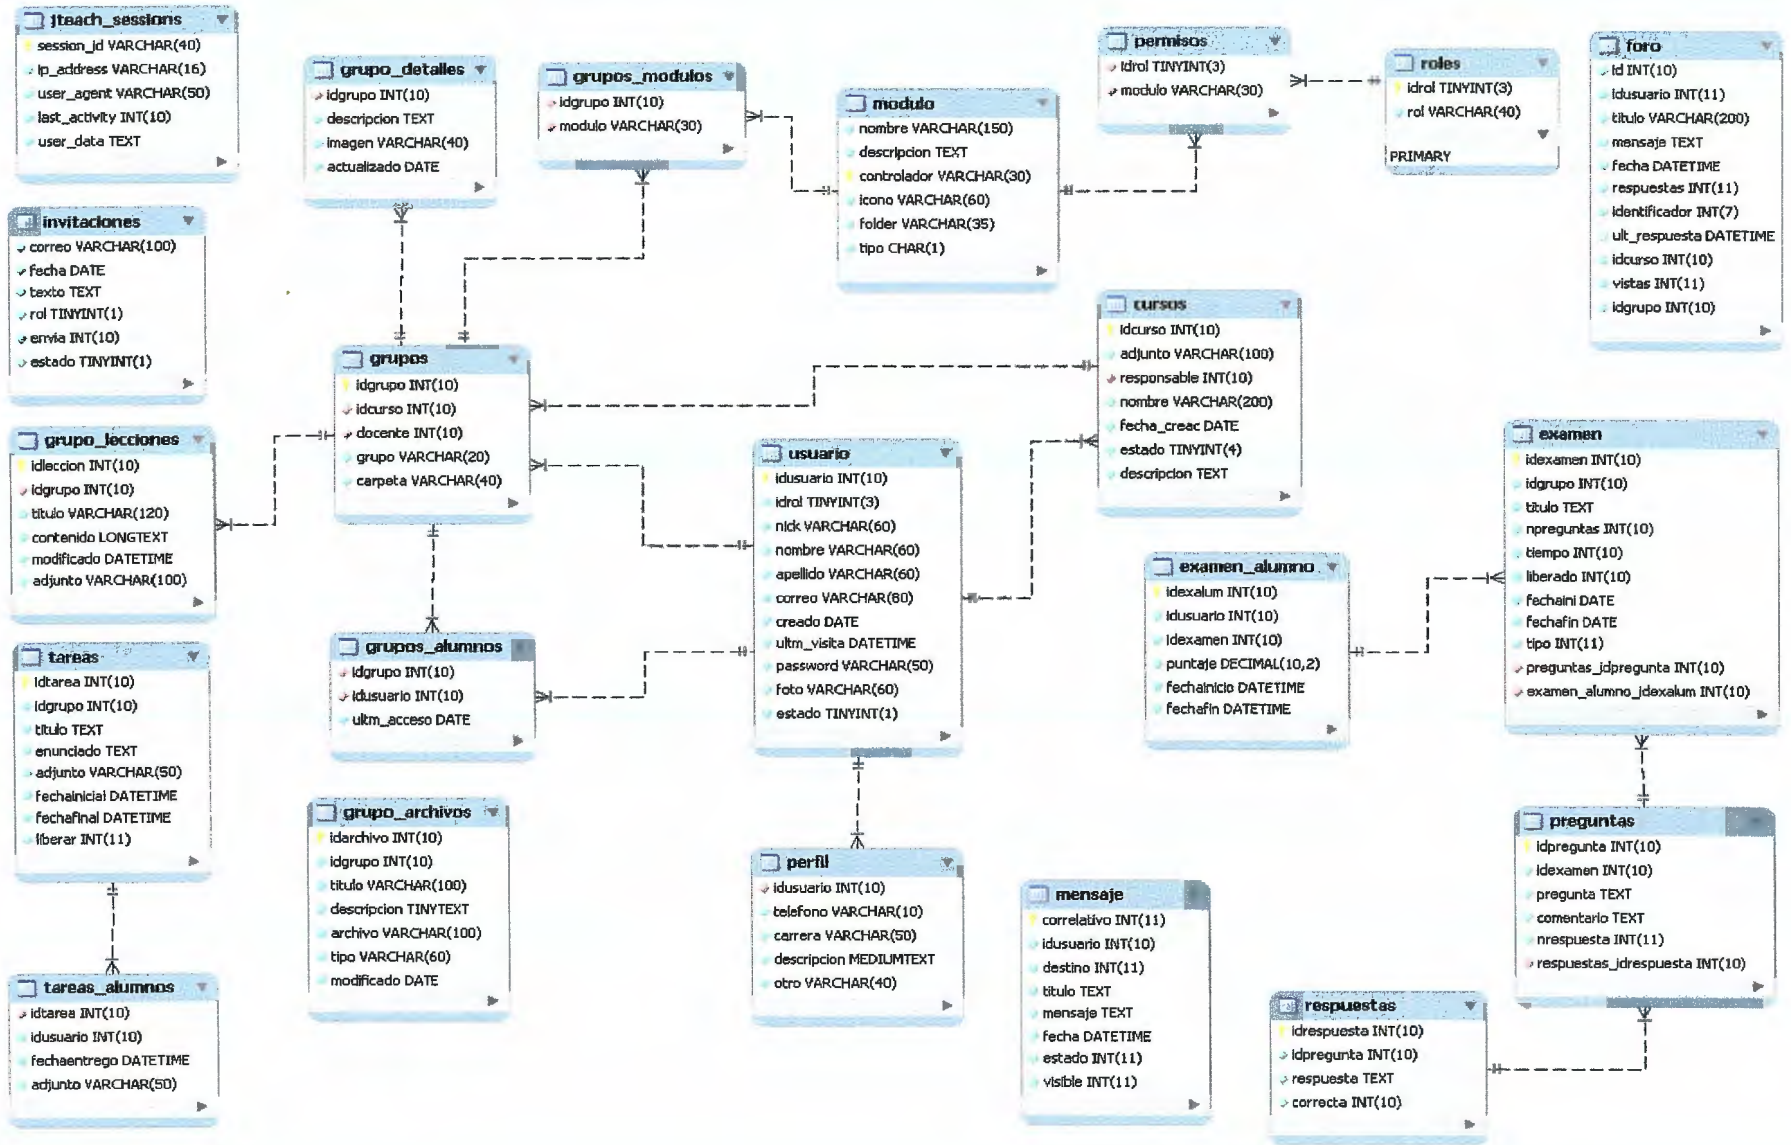 jteach_sessions
session_id VARCHAR(40)
ip_address VARCHAR(16)
user_agent VARCHAR(50)
last_activity INT(10)
user_data TEXT
invitaciones
correo VARCHAR(100)
fecha DATE
texto TEXT
rol TINYINT(1)
envia INT(10)
estado TINYINT(1)
grupo_lecciones
idleccion INT(10)
idgrupo INT(10)
titulo VARCHAR(120)
contenido LONGTEXT
modificado DATETIME
adjunto VARCHAR(100)
tareas
idtarea INT(10)
idgrupo INT(10)
titulo TEXT
enunciado TEXT
adjunto VARCHAR(50)
fechainicial DATETIME
fechafinal DATETIME
liberar INT(11)
tareas_alumnos
idtarea INT(10)
idusuario INT(10)
fechaentrego DATETIME
adjunto VARCHAR(50)
grupo_detalles
idgrupo INT(10)
descripcion TEXT
imagen VARCHAR(40)
actualizado DATE
grupos_modulos
idgrupo INT(10)
modulo VARCHAR(30)
grupos
idgrupo INT(10)
idcurso INT(10)
docente INT(10)
grupo VARCHAR(20)
carpeta VARCHAR(40)
grupos_alumnos
idgrupo INT(10)
idusuario INT(10)
ultm_acceso DATE
grupo_archivos
idarchivo INT(10)
idgrupo INT(10)
titulo VARCHAR(100)
descripcion TINYTEXT
archivo VARCHAR(100)
tipo VARCHAR(60)
modificado DATE
modulo
nombre VARCHAR(150)
descripcion TEXT
controlador VARCHAR(30)
icono VARCHAR(60)
folder VARCHAR(35)
tipo CHAR(1)
usuario
idusuario INT(10)
idrol TINYINT(3)
nick VARCHAR(60)
nombre VARCHAR(60)
apellido VARCHAR(60)
correo VARCHAR(80)
creado DATE
ultm_visita DATETIME
password VARCHAR(50)
foto VARCHAR(60)
estado TINYINT(1)
perfil
idusuario INT(10)
telefono VARCHAR(10)
carrera VARCHAR(50)
descripcion MEDIUMTEXT
otro VARCHAR(40)
permisos
idrol TINYINT(3)
modulo VARCHAR(30)
roles
idrol TINYINT(3)
rol VARCHAR(40)
PRIMARY
cursos
idcurso INT(10)
adjunto VARCHAR(100)
responsable INT(10)
nombre VARCHAR(200)
fecha_creac DATE
estado TINYINT(4)
descripcion TEXT
examen_alumno
idexalum INT(10)
idusuario INT(10)
idexamen INT(10)
puntaje DECIMAL(10,2)
fechainicio DATETIME
fechafin DATETIME
mensaje
correlativo INT(11)
idusuario INT(10)
destino INT(11)
titulo TEXT
mensaje TEXT
fecha DATETIME
estado INT(11)
visible INT(11)
foro
id INT(10)
idusuario INT(11)
titulo VARCHAR(200)
mensaje TEXT
fecha DATETIME
respuestas INT(11)
identificador INT(7)
ult_respuesta DATETIME
idcurso INT(10)
vistas INT(11)
idgrupo INT(10)
examen
idexamen INT(10)
idgrupo INT(10)
titulo TEXT
npreguntas INT(10)
tiempo INT(10)
liberado INT(10)
fechaini DATE
fechafin DATE
tipo INT(11)
preguntas_idpregunta INT(10)
examen_alumno_idexalum INT(10)
preguntas
idpregunta INT(10)
idexamen INT(10)
pregunta TEXT
comentario TEXT
nrespuesta INT(11)
respuestas_idrespuesta INT(10)
respuestas
idrespuesta INT(10)
idpregunta INT(10)
respuesta TEXT
correcta INT(10)